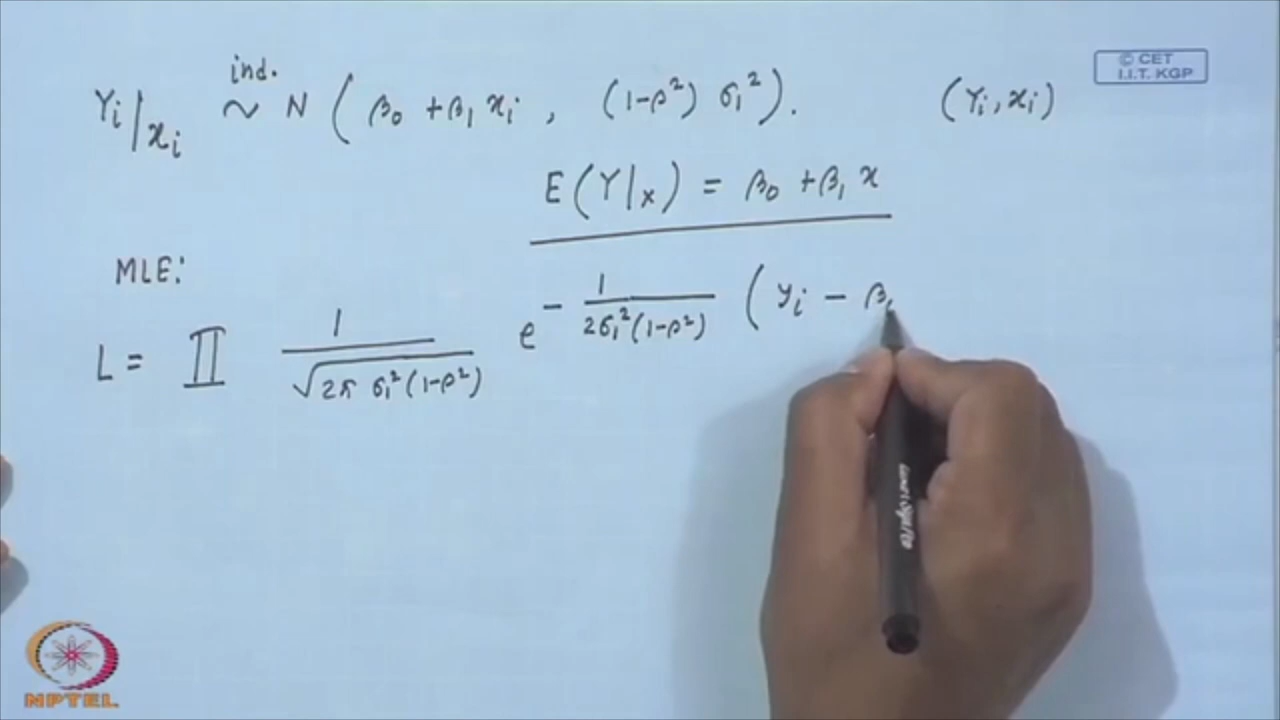 Yi/xi ind. ~ N ( β0 + β1 xi , (1-ρ²) σ1² ). (Yi, xi)
© CET
I.I.T. KGP
E(Y|x) = β0 + β1 x
MLE:
L = ∏ 1 / √(2π σ1² (1-ρ²)) e^{- 1 / 2σ1²(1-ρ²)} ( yi - β
NPTEL